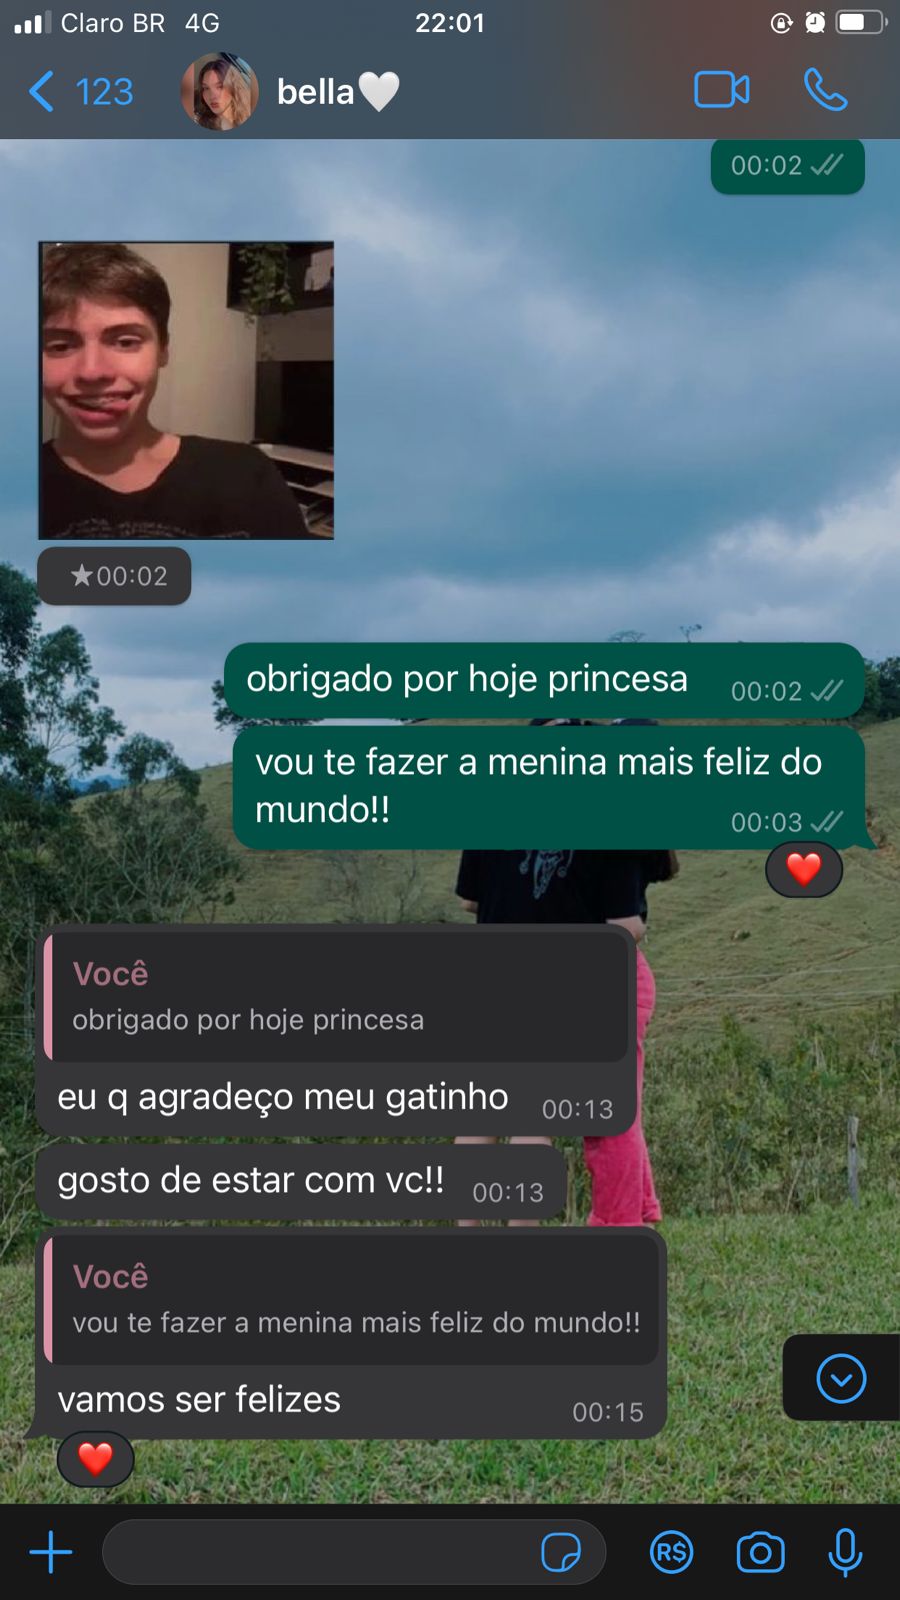 Claro BR 4G 22:01
123 bella🤍
00:02
★00:02
obrigado por hoje princesa 00:02
vou te fazer a menina mais feliz do
mundo!! 00:03
❤️
Você
obrigado por hoje princesa
eu q agradeço meu gatinho 00:13
gosto de estar com vc!! 00:13
Você
vou te fazer a menina mais feliz do mundo!!
vamos ser felizes 00:15
❤️
R$